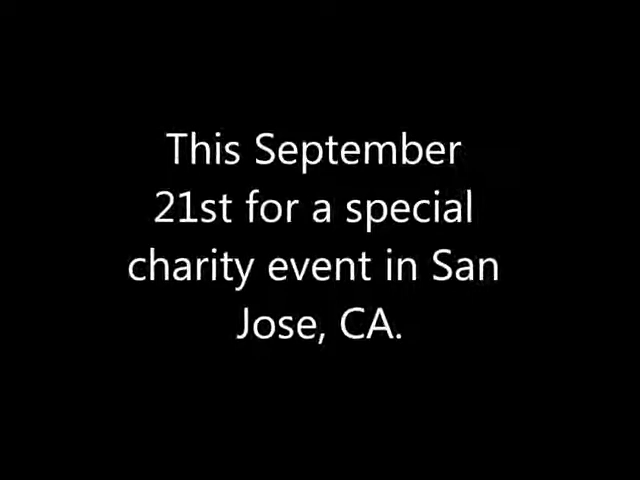 This September
21st for a special
charity event in San
Jose, CA.